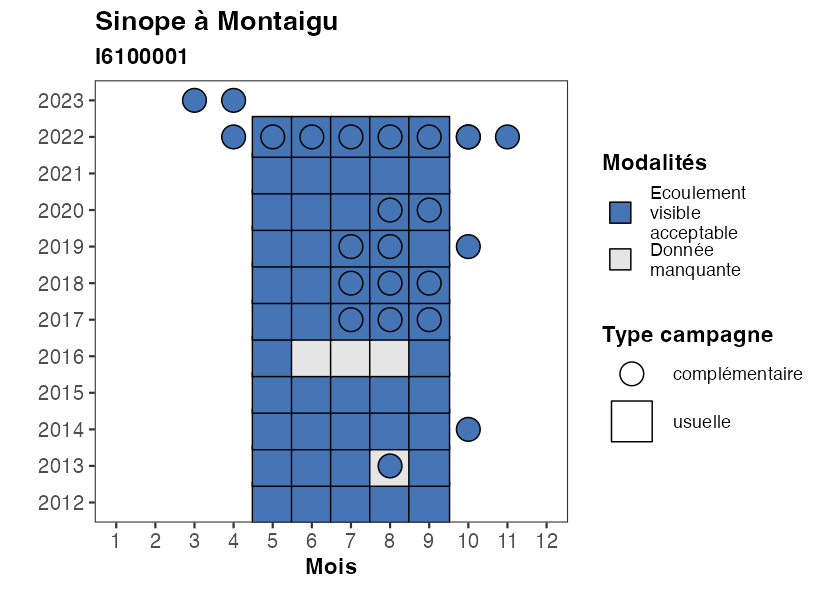 Sinope à Montaigu
I6100001
2023
2022
2021
2020
2019
2018
2017
2016
2015
2014
2013
2012
1 2 3 4 5 6 7 8 9 10 11 12
Mois
Modalités
Ecoulement
visible
acceptable
Donnée
manquante
Type campagne
complémentaire
usuelle